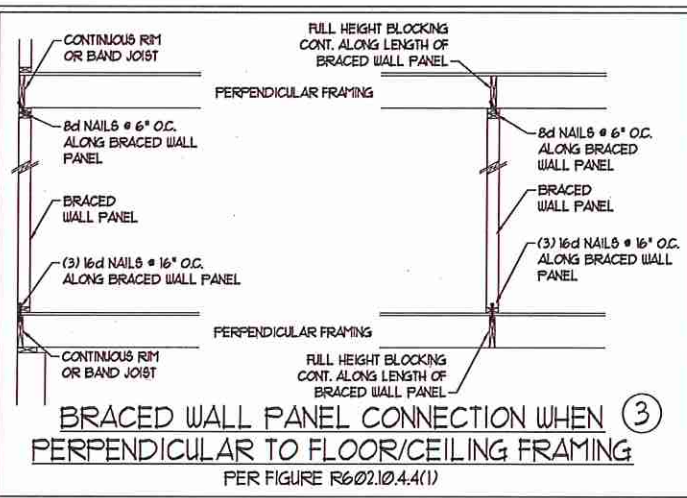 CONTINUOUS RIM
OR BAND JOIST
FULL HEIGHT BLOCKING
CONT. ALONG LENGTH OF
BRACED WALL PANEL
PERPENDICULAR FRAMING
8d NAILS @ 6" O.C.
ALONG BRACED WALL
PANEL
8d NAILS @ 6" O.C.
ALONG BRACED WALL
PANEL
BRACED
WALL PANEL
BRACED
WALL PANEL
(3) 16d NAILS @ 16" O.C.
ALONG BRACED WALL PANEL
(3) 16d NAILS @ 16" O.C.
ALONG BRACED WALL
PANEL
PERPENDICULAR FRAMING
CONTINUOUS RIM
OR BAND JOIST
FULL HEIGHT BLOCKING
CONT. ALONG LENGTH OF
BRACED WALL PANEL
BRACED WALL PANEL CONNECTION WHEN 3
PERPENDICULAR TO FLOOR/CEILING FRAMING
PER FIGURE R602.10.4.4(1)